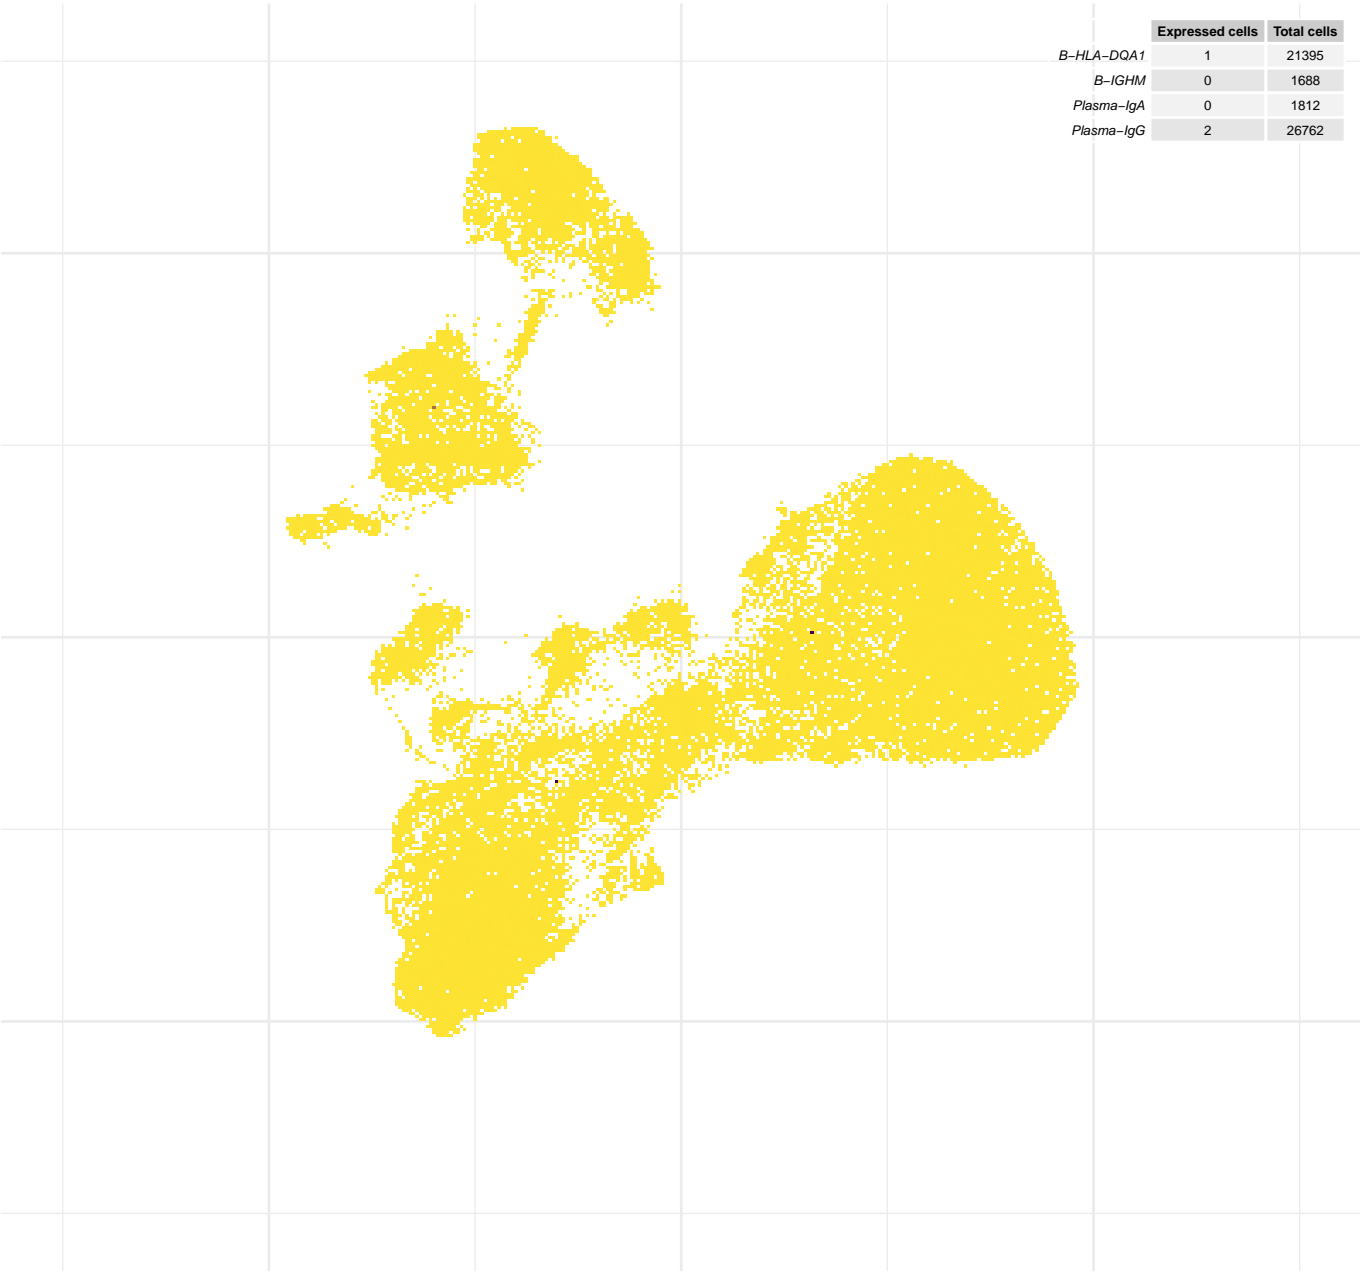 Expressed cells Total cells
B−HLA−DQA1 1 21395
B−IGHM 0 1688
Plasma−IgA 0 1812
Plasma−IgG 2 26762